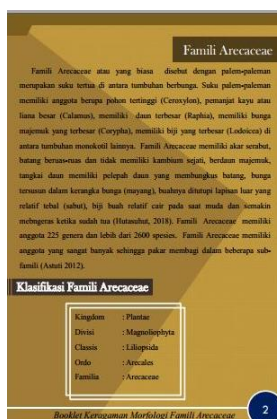 Famili Arecaceae
Famili Arecaceae atau yang biasa disebut dengan palem-paleman
merupakan suku tertua di antara tumbuhan berbunga. Suku palem-paleman
memiliki anggota berupa pohon tertinggi (Ceroxylon), pemanjat kayu atau
liana besar (Calamus), memiliki daun terbesar (Raphia), memiliki bunga
majemuk yang terbesar (Corypha), memiliki biji yang terbesar (Lodoicea) di
antara tumbuhan monokotil lainnya. Famili Arecaceae memiliki akar serabut,
batang beruas-ruas dan tidak memiliki kambium sejati, berdaun majemuk,
tangkai daun memiliki pelepah daun yang membungkus batang, bunga
tersusun dalam kerangka bunga (mayang), buahnya ditutupi lapisan luar yang
relatif tebal (sabut), biji buah relatif cair pada saat muda dan semakin
mebngeras ketika sudah tua (Hutasuhut, 2018). Famili Arecaceae memiliki
anggota 225 genera dan lebih dari 2600 spesies. Famili Arecaceae memiliki
anggota yang sangat banyak sehingga pakar membagi dalam beberapa sub-
famili (Astuti 2012).
Klasifikasi Famili Arecaceae
Kingdom : Plantae
Divisi : Magnoliophyta
Classis : Liliopsida
Ordo : Arecales
Familia : Arecaceae
Booklet Keragaman Morfologi Famili Arecaceae
2